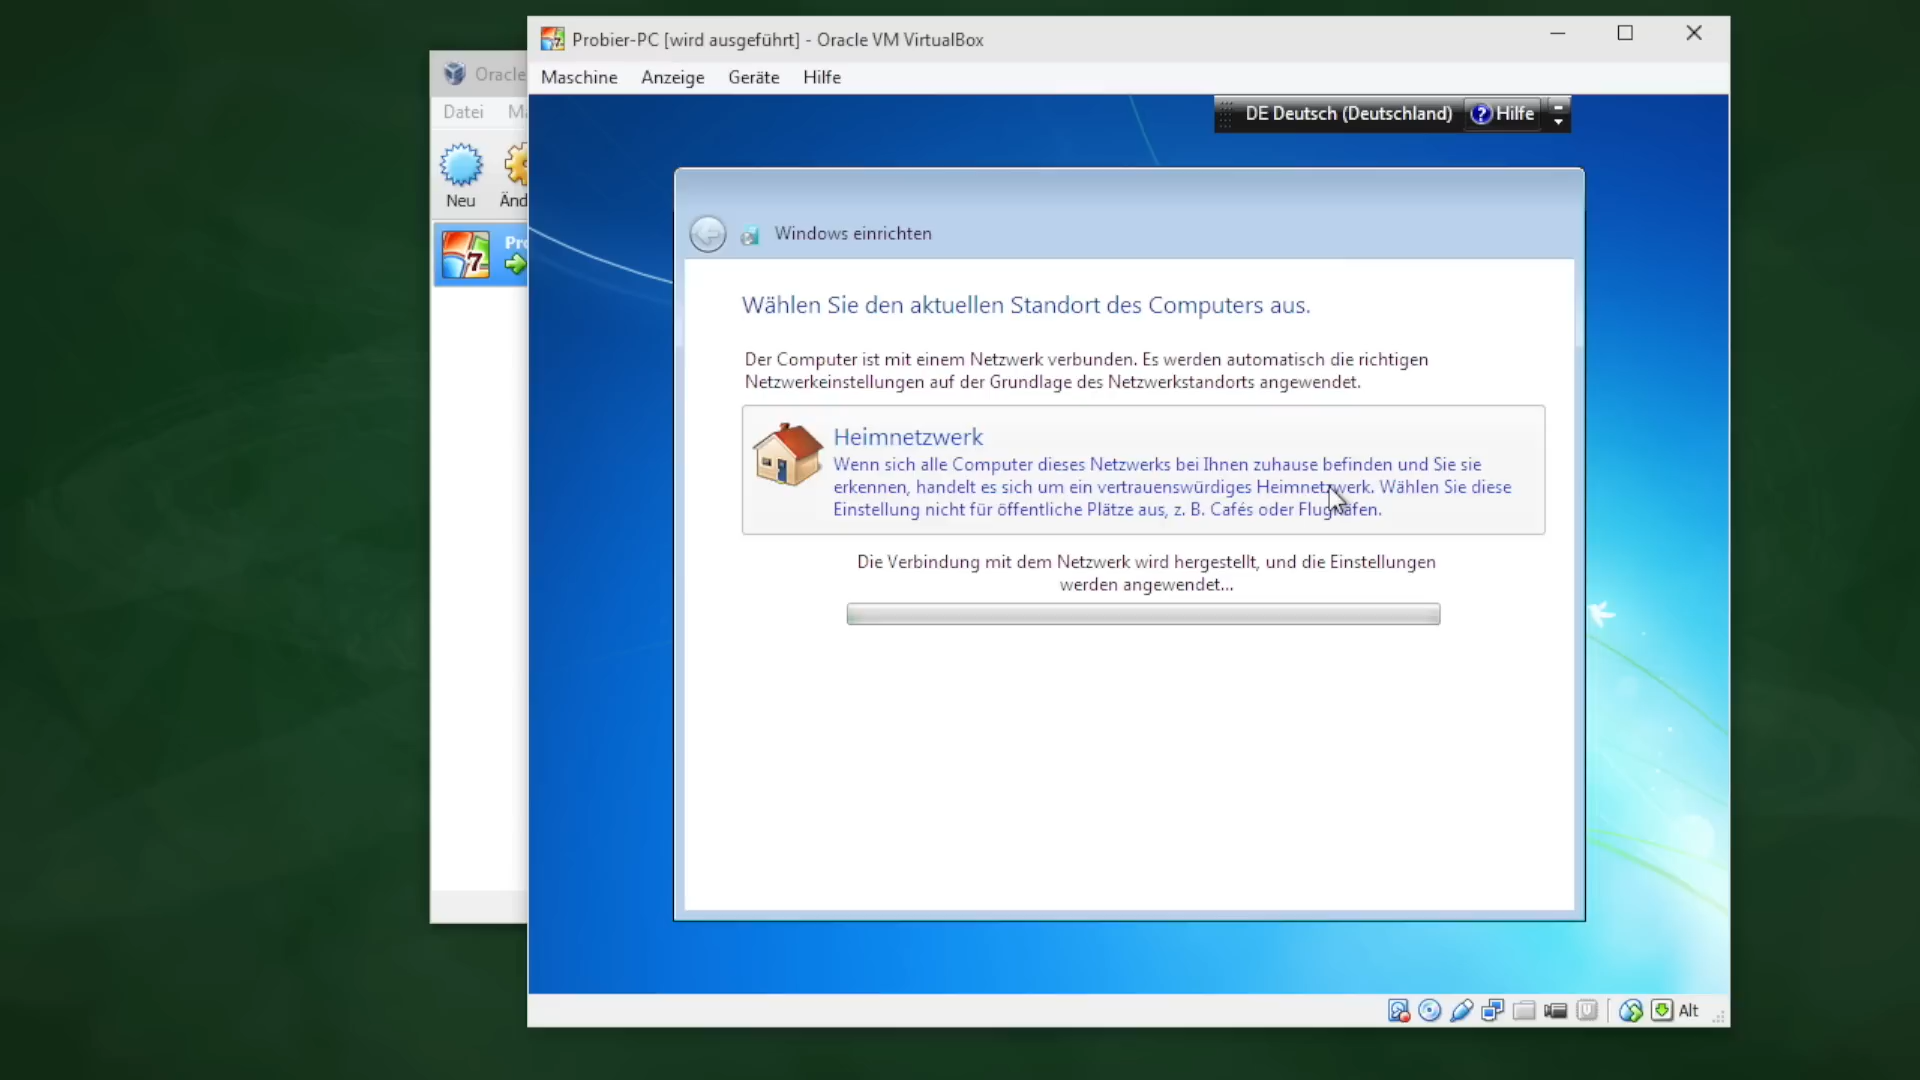 Probier-PC [wird ausgeführt] - Oracle VM VirtualBox
Maschine Anzeige Geräte Hilfe
Oracle
Datei
Neu
7
DE Deutsch (Deutschland) ? Hilfe
Windows einrichten
Wählen Sie den aktuellen Standort des Computers aus.
Der Computer ist mit einem Netzwerk verbunden. Es werden automatisch die richtigen
Netzwerkeinstellungen auf der Grundlage des Netzwerkstandorts angewendet.
Heimnetzwerk
Wenn sich alle Computer dieses Netzwerks bei Ihnen zuhause befinden und Sie sie
erkennen, handelt es sich um ein vertrauenswürdiges Heimnetzwerk. Wählen Sie diese
Einstellung nicht für öffentliche Plätze aus, z. B. Cafés oder Flughäfen.
Die Verbindung mit dem Netzwerk wird hergestellt, und die Einstellungen
werden angewendet...
Alt